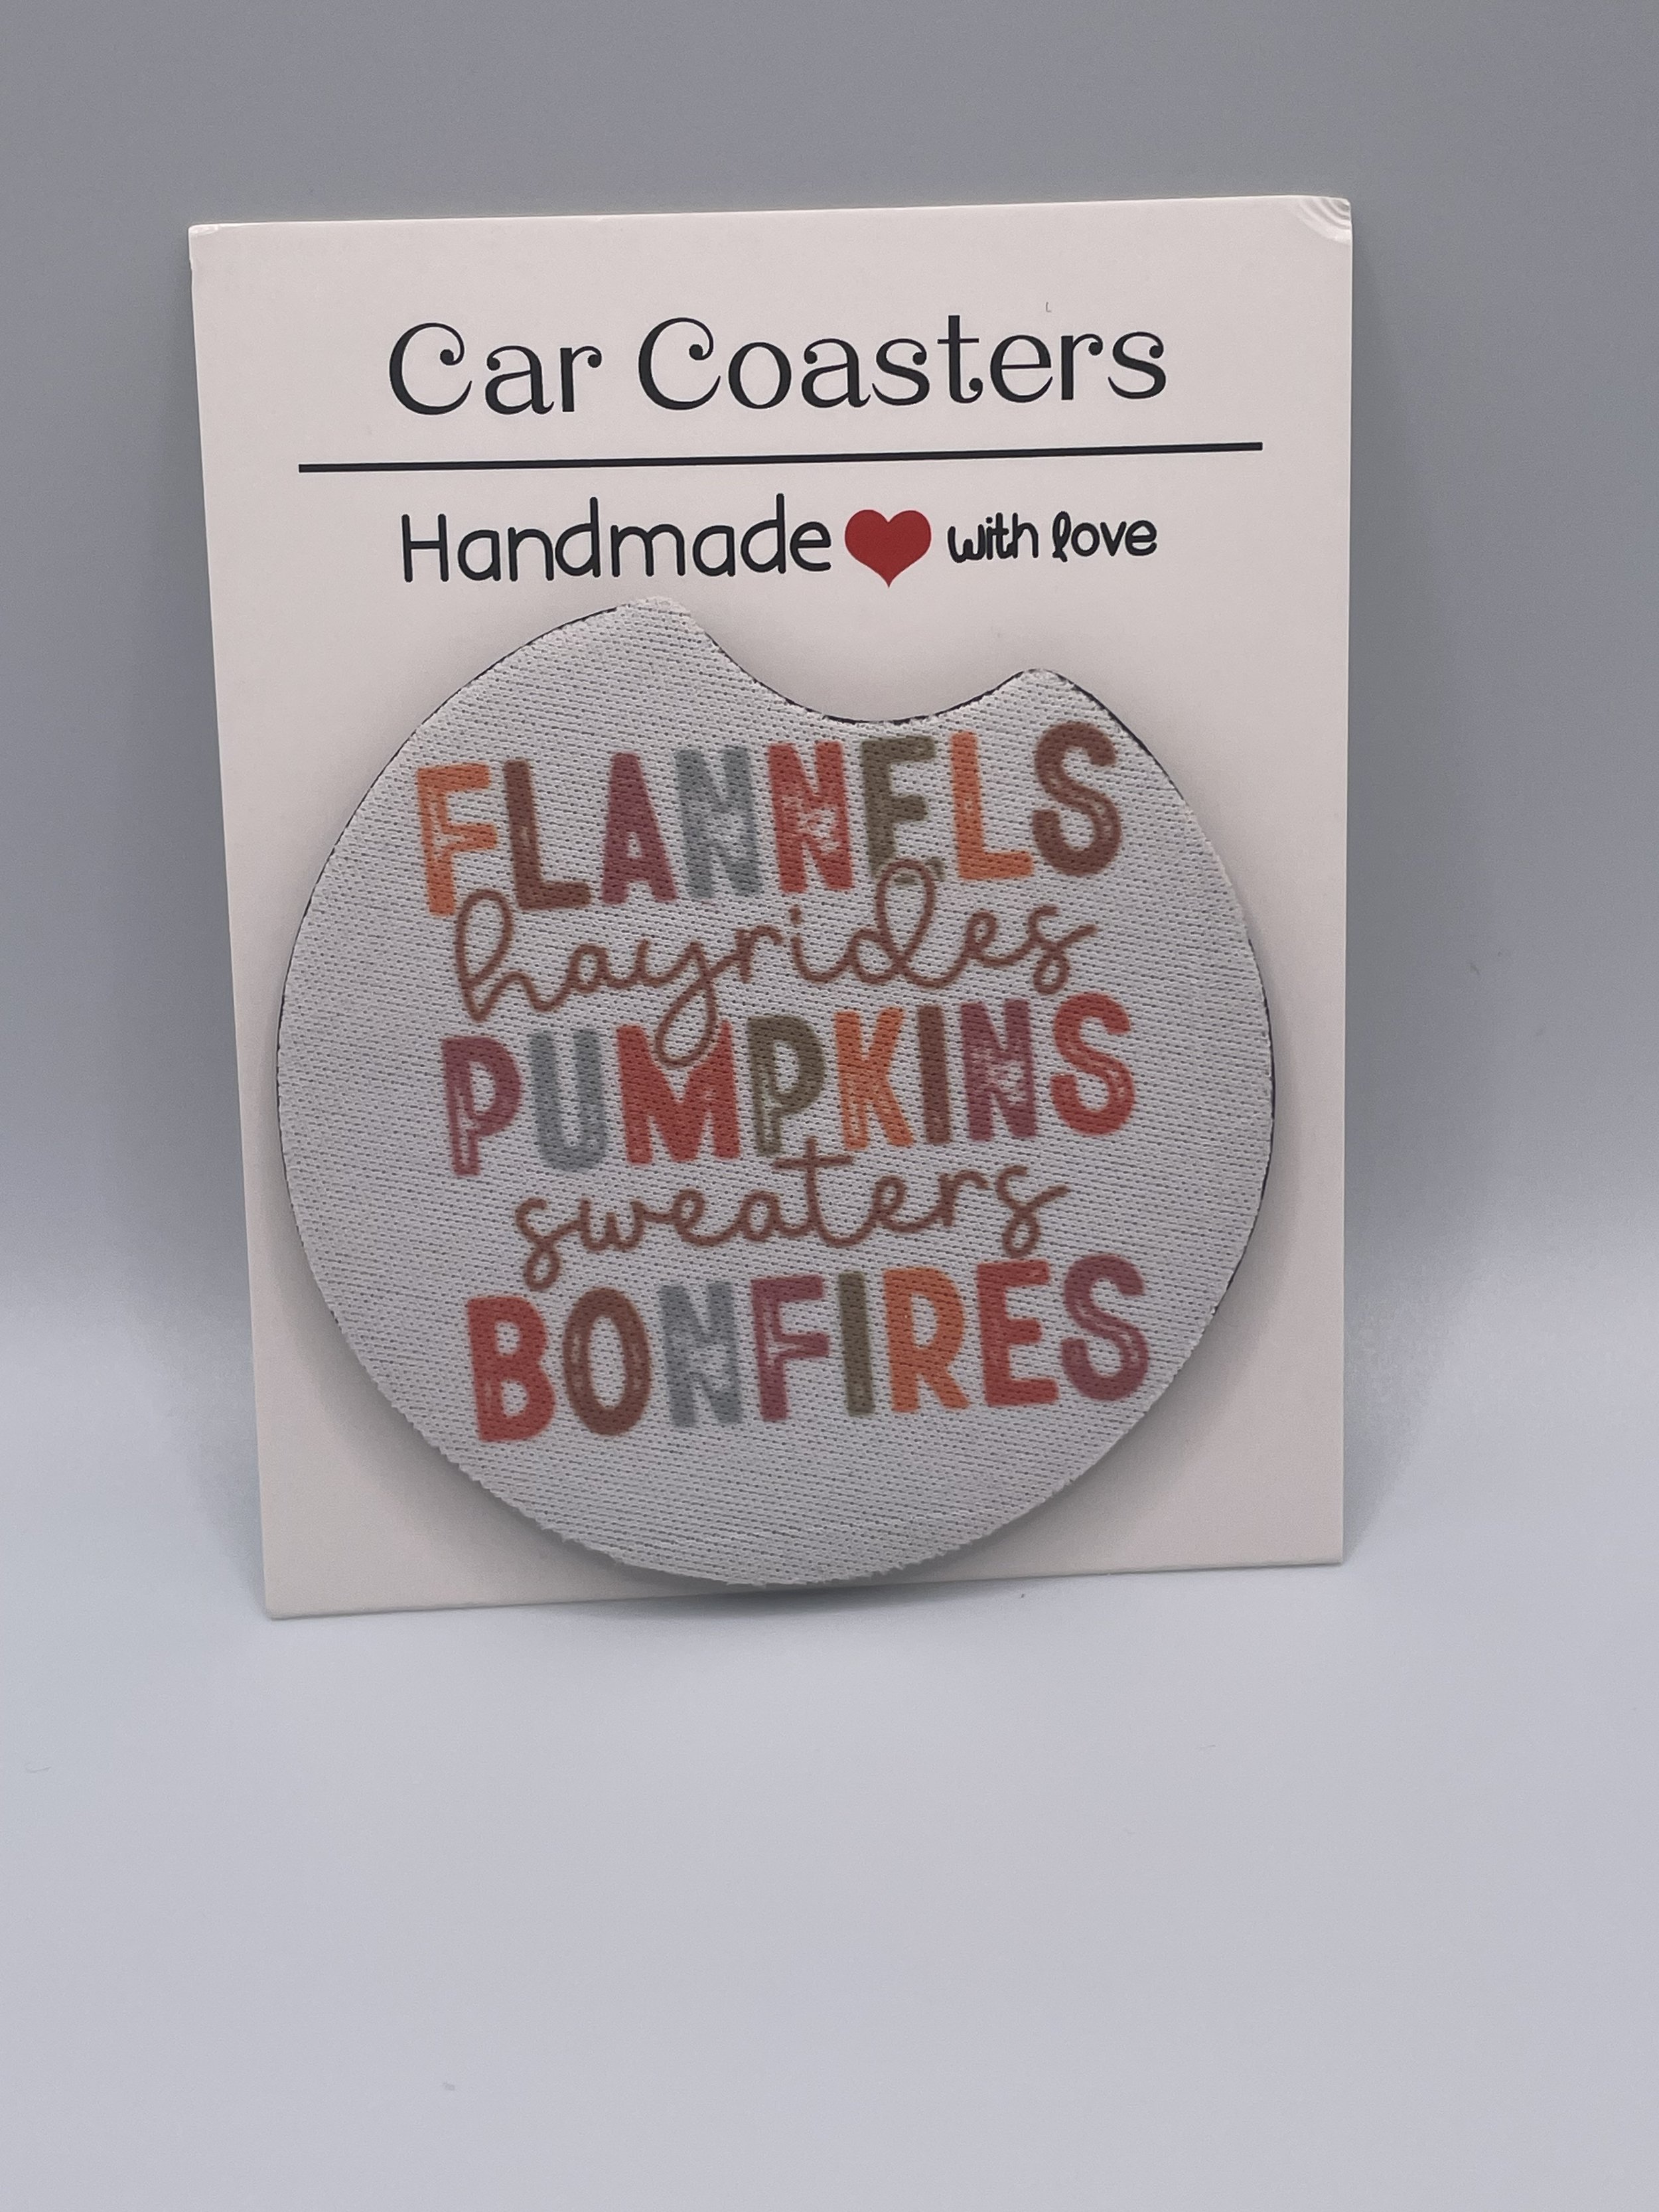 Car Coasters
Handmade with love
FLANNELS
hayrides
PUMPKINS
sweaters
BONFIRES